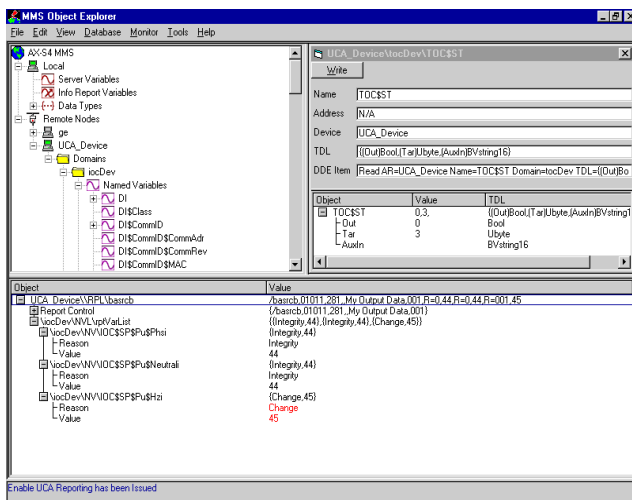 MMS Object Explorer
File Edit View Database Monitor Tools Help
AX-S4 MMS
Local
Server Variables
Info Report Variables
Data Types
Remote Nodes
ge
UCA_Device
Domains
iocDev
Named Variables
DI
DI$Class
DI$CommID
DI$CommID$CommAdr
DI$CommID$CommRev
DI$CommID$MAC
UCA_Device\tocDev\TOC$ST
Write
Name TOC$ST
Address N/A
Device UCA_Device
TDL {(Out)Bool,(Tar)Ubyte,(AuxIn)BVstring16}
DDE Item Read AR=UCA_Device Name=TOC$ST Domain=tocDev TDL={(Out)Bo
Object Value TDL
TOC$ST 0,3, {(Out)Bool,(Tar)Ubyte,(AuxIn)BVstring1
Out 0 Bool
Tar 3 Ubyte
AuxIn BVstring16
Object Value
UCA_Device\\RPL\basrcb /basrcb,01011,281,,My Output Data,001,R=0,44,R=0,44,R=001,45
Report Control {/basrcb,01011,281,,My Output Data,001}
\iocDev\NVL\rptVarList {{Integrity,44},{Integrity,44},{Change,45}}
\iocDev\NV\IOC$SP$Pu$Phsi {Integrity,44}
Reason Integrity
Value 44
\iocDev\NV\IOC$SP$Pu$Neutrali {Integrity,44}
Reason Integrity
Value 44
\iocDev\NV\IOC$SP$Pu$Hzi {Change,45}
Reason Change
Value 45
Enable UCA Reporting has been Issued